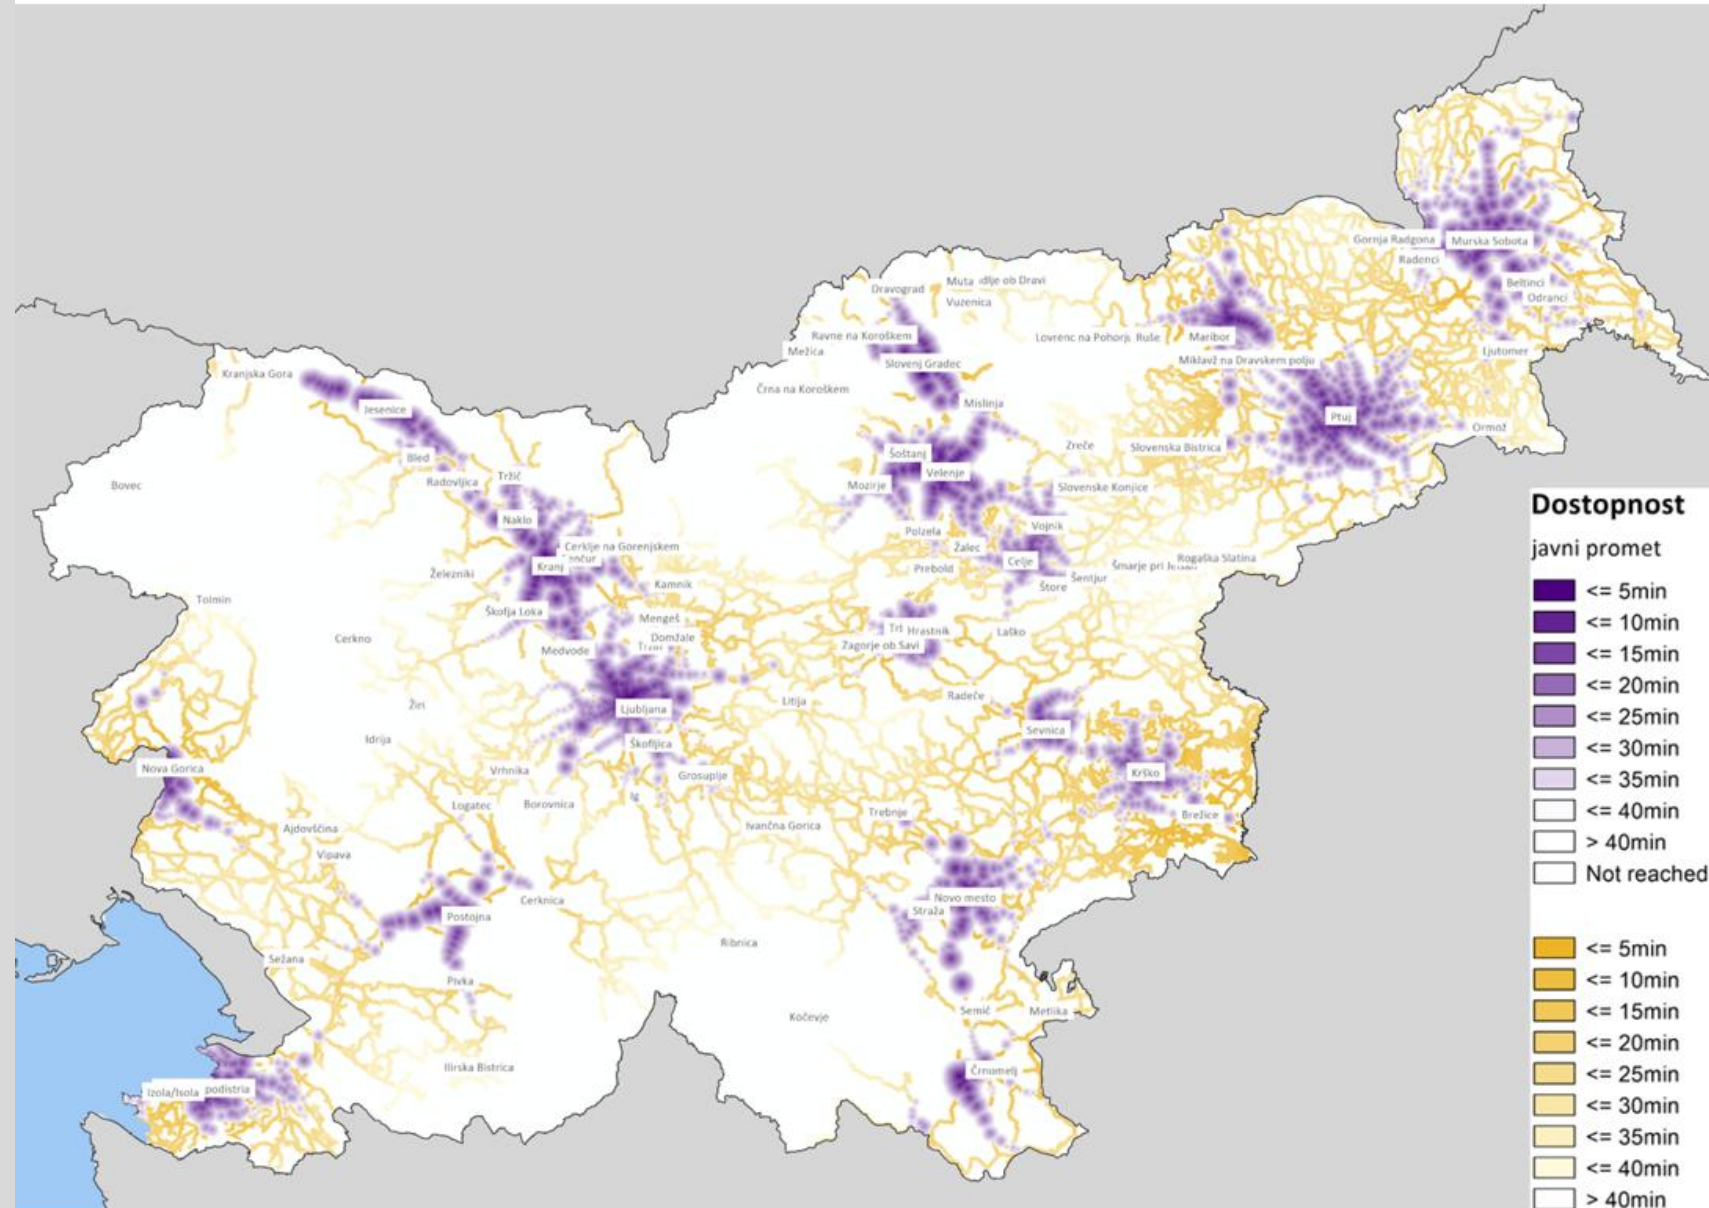 Gornja Radgona
Murska Sobota
Radenci
Beltinci
Odranci
Dravograd
Muta
dlje ob Dravi
Vuzenica
Ravne na Koroškem
Lovrenc na Pohorju
Ruše
Maribor
Mežica
Ljutomer
Slovenj Gradec
Miklavž na Dravskem polju
Kranjska Gora
Črna na Koroškem
Mislinja
Jesenice
Ptuj
Ormož
Zreče
Slovenska Bistrica
Šoštanj
Bled
Velenje
Tržič
Radovljica
Bovec
Mozirje
Slovenske Konjice
Dostopnost
Naklo
Vojnik
Polzela
javni promet
Cerklje na Gorenjskem
Žalec
enčur
Rogaška Slatina
Kranj
Celje
Šmarje pri
Prebold
Železniki
Šentjur
Kamnik
Štore
<= 5min
Tolmin
Škofja Loka
Mengeš
<= 10min
Hrastnik
Laško
Cerkno
Domžale
Zagorje ob Savi
Medvode
<= 15min
<= 20min
Radeče
Litija
Žiri
Ljubljana
<= 25min
Sevnica
Idrija
Škofljica
<= 30min
Nova Gorica
Vrhnika
Krško
Grosuplje
<= 35min
Ig
Logatec
Borovnica
<= 40min
Trebnje
Brežice
Ajdovščina
Ivančna Gorica
> 40min
Vipava
Not reached
Novo mesto
Cerknica
Straža
Postojna
Ribnica
<= 5min
Sežana
Pivka
<= 10min
Semič
Metlika
<= 15min
Kočevje
<= 20min
Ilirska Bistrica
Črnomelj
<= 25min
Izola/Isola
podistria
<= 30min
<= 35min
<= 40min
> 40min